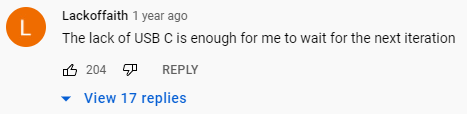 L
Lackoffaith 1 year ago
The lack of USB C is enough for me to wait for the next iteration
204 REPLY
View 17 replies